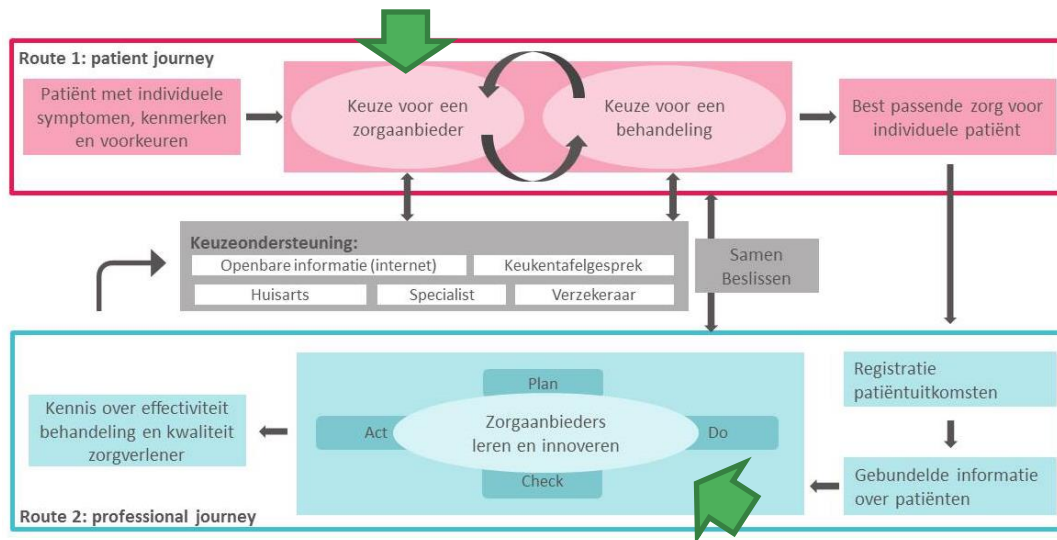 Route 1: patient journey
Patiënt met individuele
symptomen, kenmerken
en voorkeuren
Keuze voor een
zorgaanbieder
Keuze voor een
behandeling
Best passende zorg voor
individuele patiënt
Keuzeondersteuning:
Openbare informatie (internet)
Keukentafelgesprek
Huisarts
Specialist
Verzekeraar
Samen
Beslissen
Kennis over effectiviteit
behandeling en kwaliteit
zorgverlener
Plan
Act
Zorgaanbieders
leren en innoveren
Do
Check
Registratie
patiëntuitkomsten
Gebundelde informatie
over patiënten
Route 2: professional journey